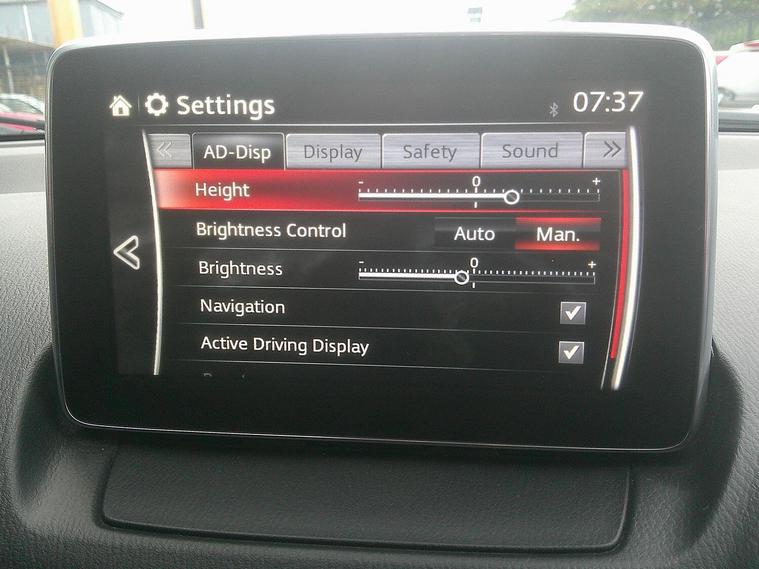 Settings 07:37
« AD-Disp Display Safety Sound »
Height - 0 +
Brightness Control Auto Man.
Brightness - 0 +
Navigation
Active Driving Display